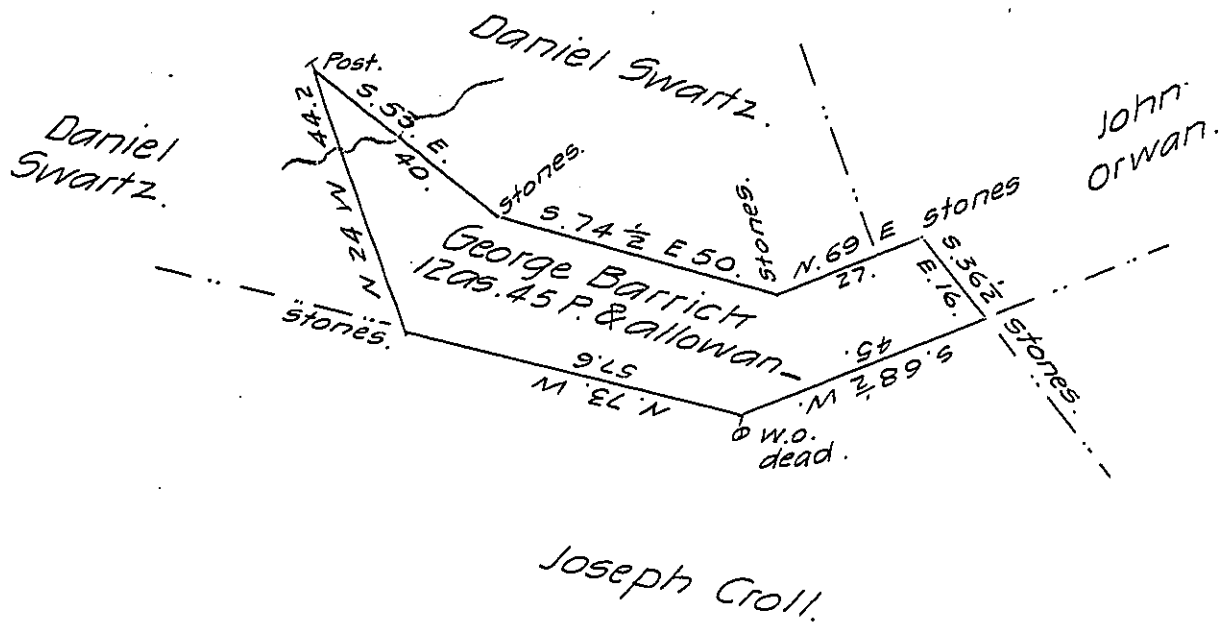 Daniel Swartz.
Post.
S. 53. E.
40.
Daniel
Swartz.
44.2
N 24 W
John
Orwan.
stones.
S. 74 ½ E 50.
stones.
N. 69 E
27.
stones
S. 36 ½
E. 16.
George Barrick
12as. 45 P. & allowan–
stones.
45.
S. 68 ½ W.
stones.
57.6
N. 73. W
W.O.
dead.
Joseph Croll.